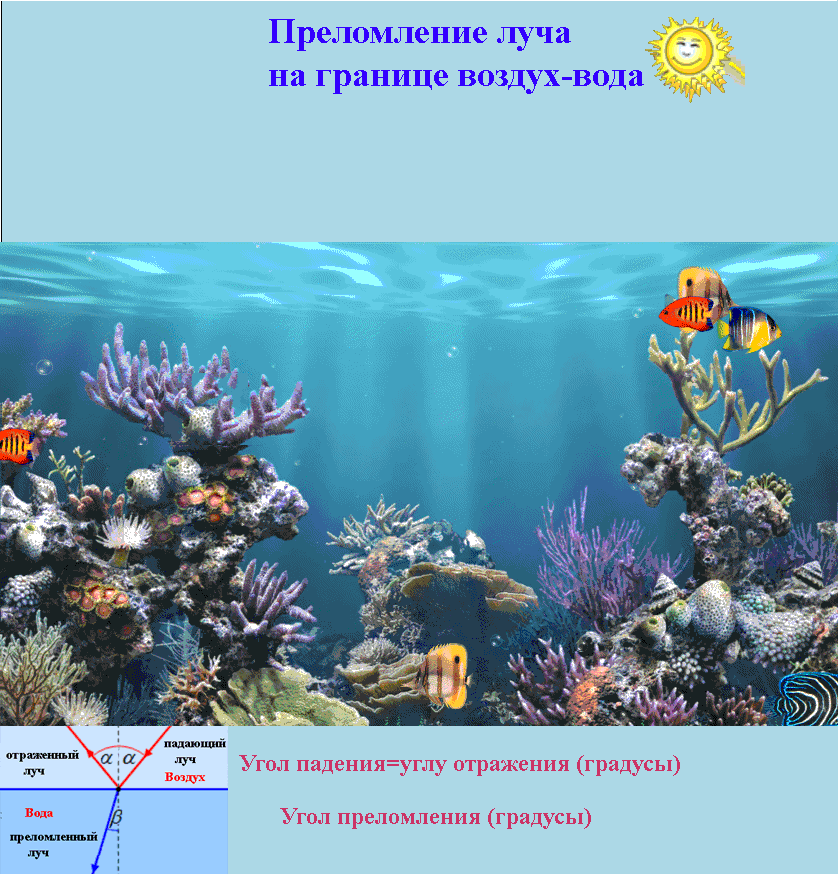 Преломление луча
на границе воздух-вода
отраженный
луч
α α
падающий
луч
Воздух
Вода
β
преломленный
луч
Угол падения=углу отражения (градусы)
Угол преломления (градусы)